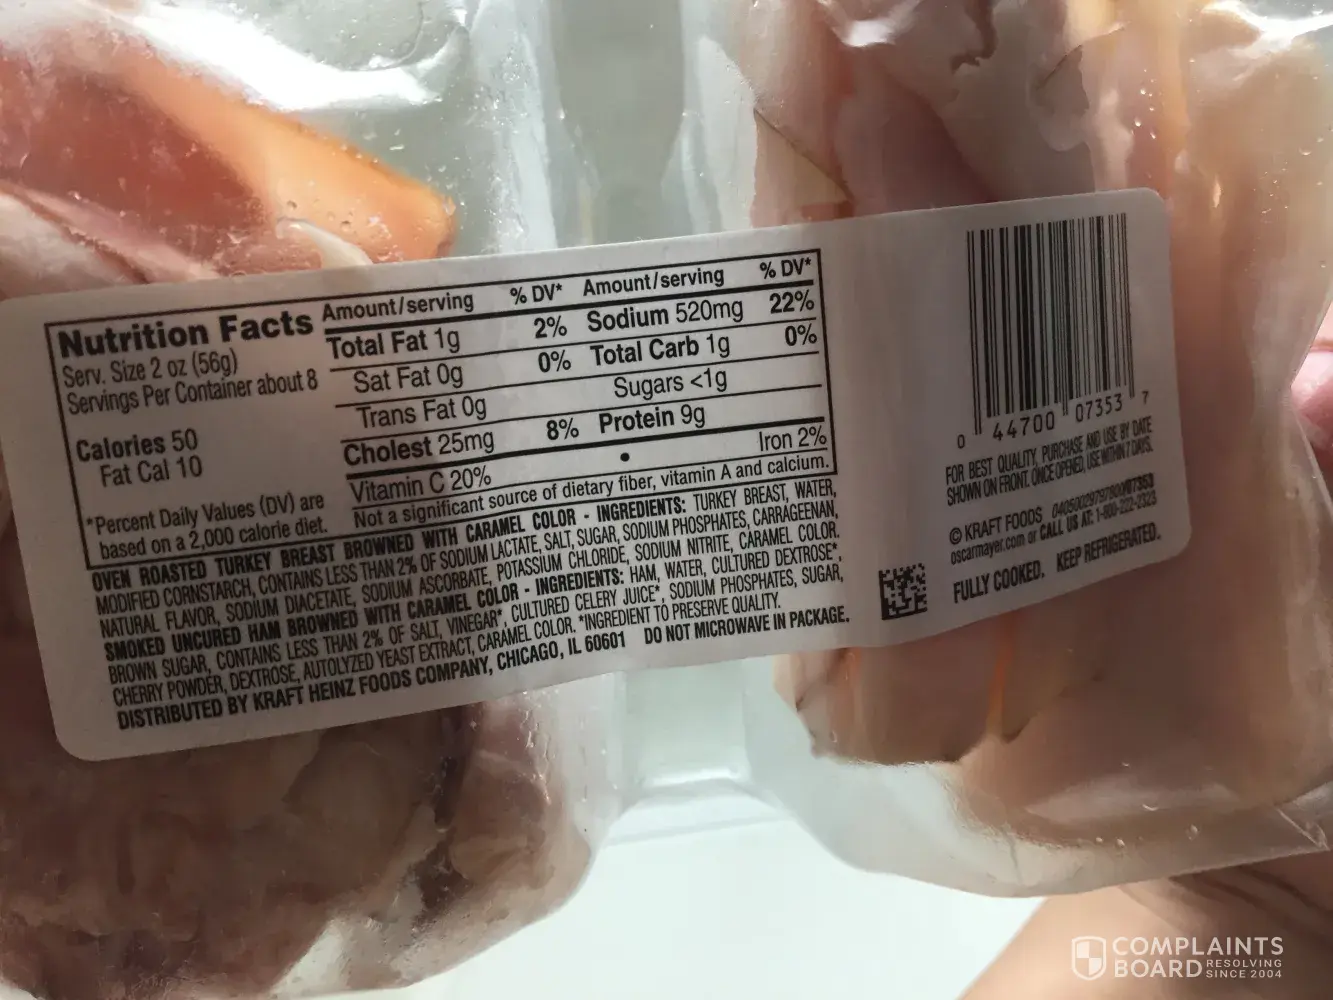 Nutrition Facts
Serv. Size 2 oz (56g)
Servings Per Container about 8
Calories 50
Fat Cal 10
*Percent Daily Values (DV) are
based on a 2,000 calorie diet.
Amount/serving % DV* Amount/serving % DV*
Total Fat 1g 2% Sodium 520mg 22%
Sat Fat 0g 0% Total Carb 1g 0%
Trans Fat 0g Sugars <1g
Cholest 25mg 8% Protein 9g
Vitamin C 20% • Iron 2%
Not a significant source of dietary fiber, vitamin A and calcium.
OVEN ROASTED TURKEY BREAST BROWNED WITH CARAMEL COLOR - INGREDIENTS: TURKEY BREAST, WATER,
MODIFIED CORNSTARCH, CONTAINS LESS THAN 2% OF SODIUM LACTATE, SALT, SUGAR, SODIUM PHOSPHATES, CARRAGEENAN,
NATURAL FLAVOR, SODIUM DIACETATE, SODIUM ASCORBATE, POTASSIUM CHLORIDE, SODIUM NITRITE, CARAMEL COLOR.
SMOKED UNCURED HAM BROWNED WITH CARAMEL COLOR - INGREDIENTS: HAM, WATER, CULTURED DEXTROSE*,
BROWN SUGAR, CONTAINS LESS THAN 2% OF SALT, VINEGAR*, CULTURED CELERY JUICE*, SODIUM PHOSPHATES, SUGAR,
CHERRY POWDER, DEXTROSE, AUTOLYZED YEAST EXTRACT, CARAMEL COLOR. *INGREDIENT TO PRESERVE QUALITY.
DISTRIBUTED BY KRAFT HEINZ FOODS COMPANY, CHICAGO, IL 60601 DO NOT MICROWAVE IN PACKAGE.
0 44700 07353 7
FOR BEST QUALITY, PURCHASE AND USE BY DATE
SHOWN ON FRONT. ONCE OPENED, USE WITHIN 7 DAYS.
© KRAFT FOODS
oscarmayer.com or CALL US AT: 1-800-222-2323
FULLY COOKED. KEEP REFRIGERATED.
COMPLAINTS
BOARD RESOLVING
SINCE 2004